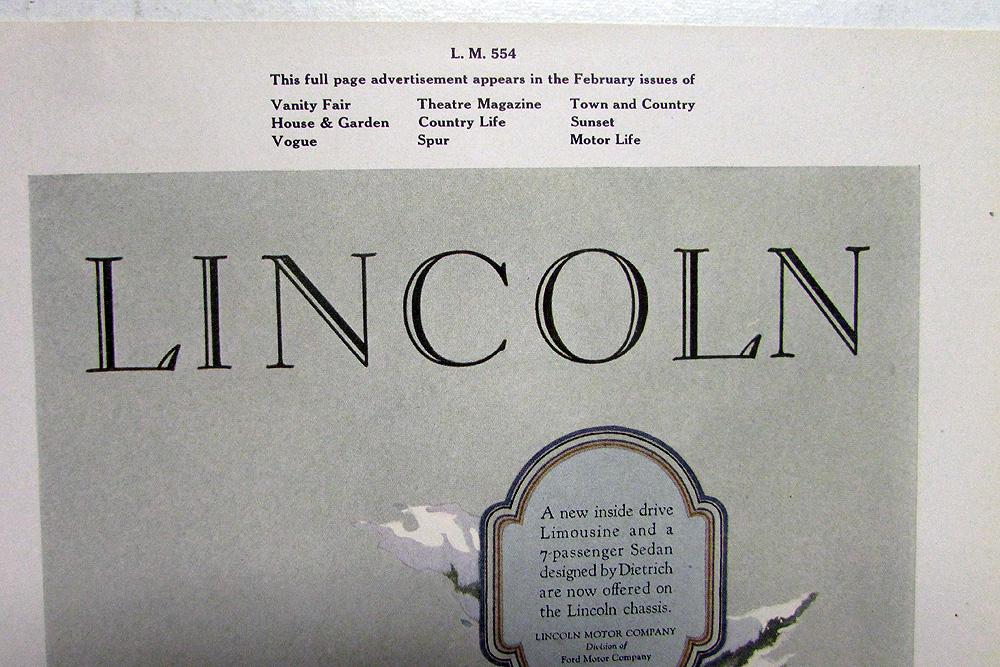 L. M. 554
This full page advertisement appears in the February issues of
Vanity Fair Theatre Magazine Town and Country
House & Garden Country Life Sunset
Vogue Spur Motor Life
LINCOLN
A new inside drive
Limousine and a
7-passenger Sedan
designed by Dietrich
are now offered on
the Lincoln chassis.
LINCOLN MOTOR COMPANY
Division of
Ford Motor Company